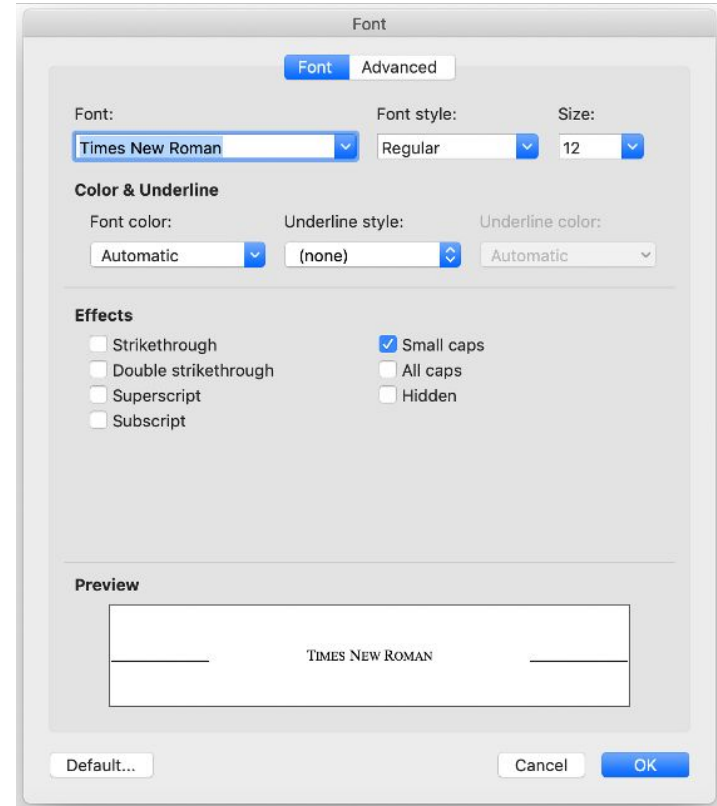 Font
Font Advanced
Font: Font style: Size:
Times New Roman Regular 12
Color & Underline
Font color: Underline style: Underline color:
Automatic (none) Automatic
Effects
Strikethrough Small caps
Double strikethrough All caps
Superscript Hidden
Subscript
Preview
TIMES NEW ROMAN
Default... Cancel OK